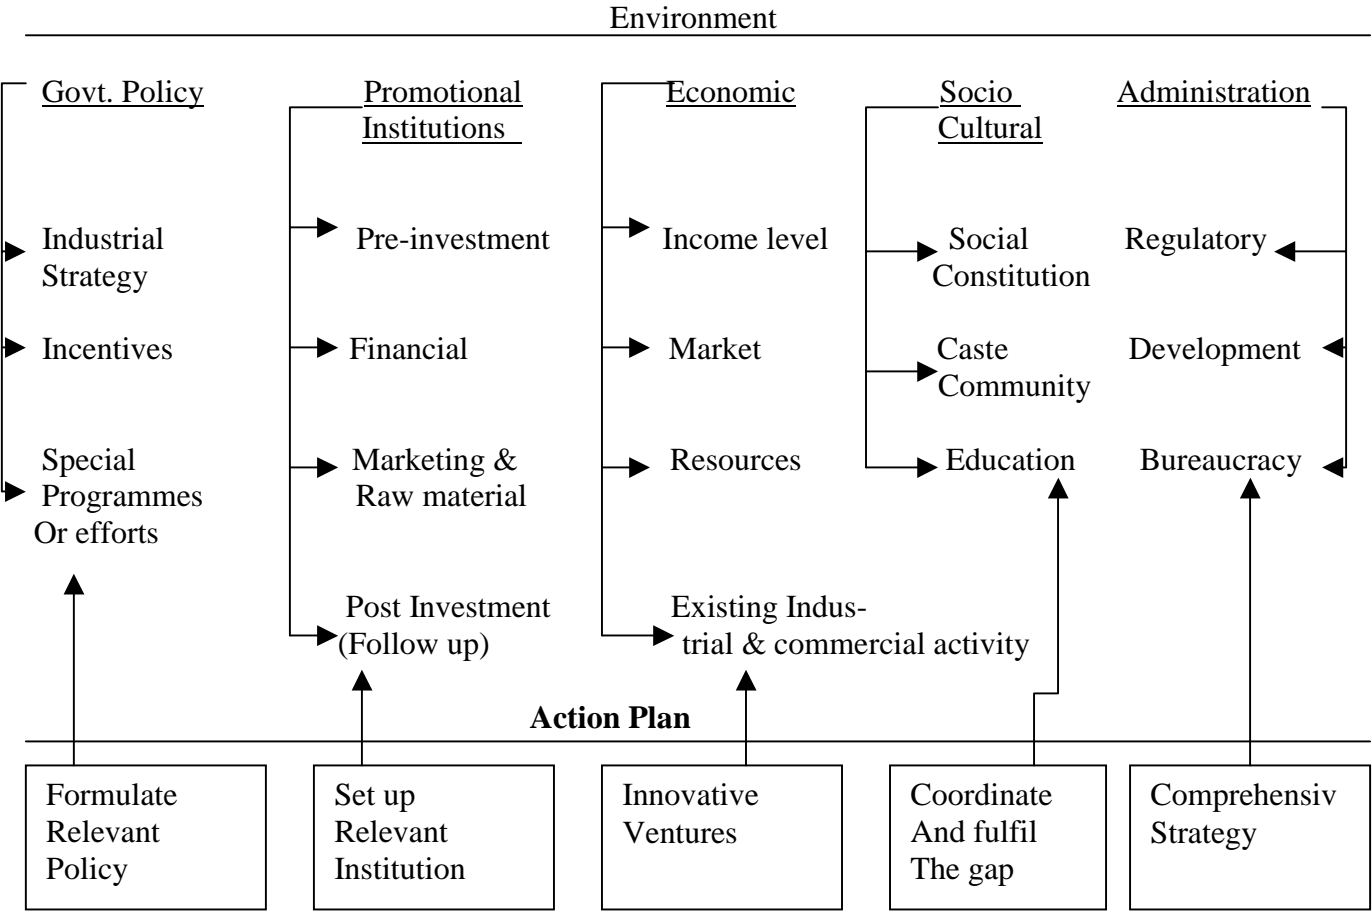 Environment
Govt. Policy
Promotional
Institutions
Economic
Socio
Cultural
Administration
Industrial
Strategy
Pre-investment
Income level
Social
Constitution
Regulatory
Incentives
Financial
Market
Caste
Community
Development
Special
Programmes
Or efforts
Marketing &
Raw material
Resources
Education
Bureaucracy
Post Investment
(Follow up)
Existing Indus-
trial & commercial activity
Action Plan
Formulate
Relevant
Policy
Set up
Relevant
Institution
Innovative
Ventures
Coordinate
And fulfil
The gap
Comprehensiv
Strategy